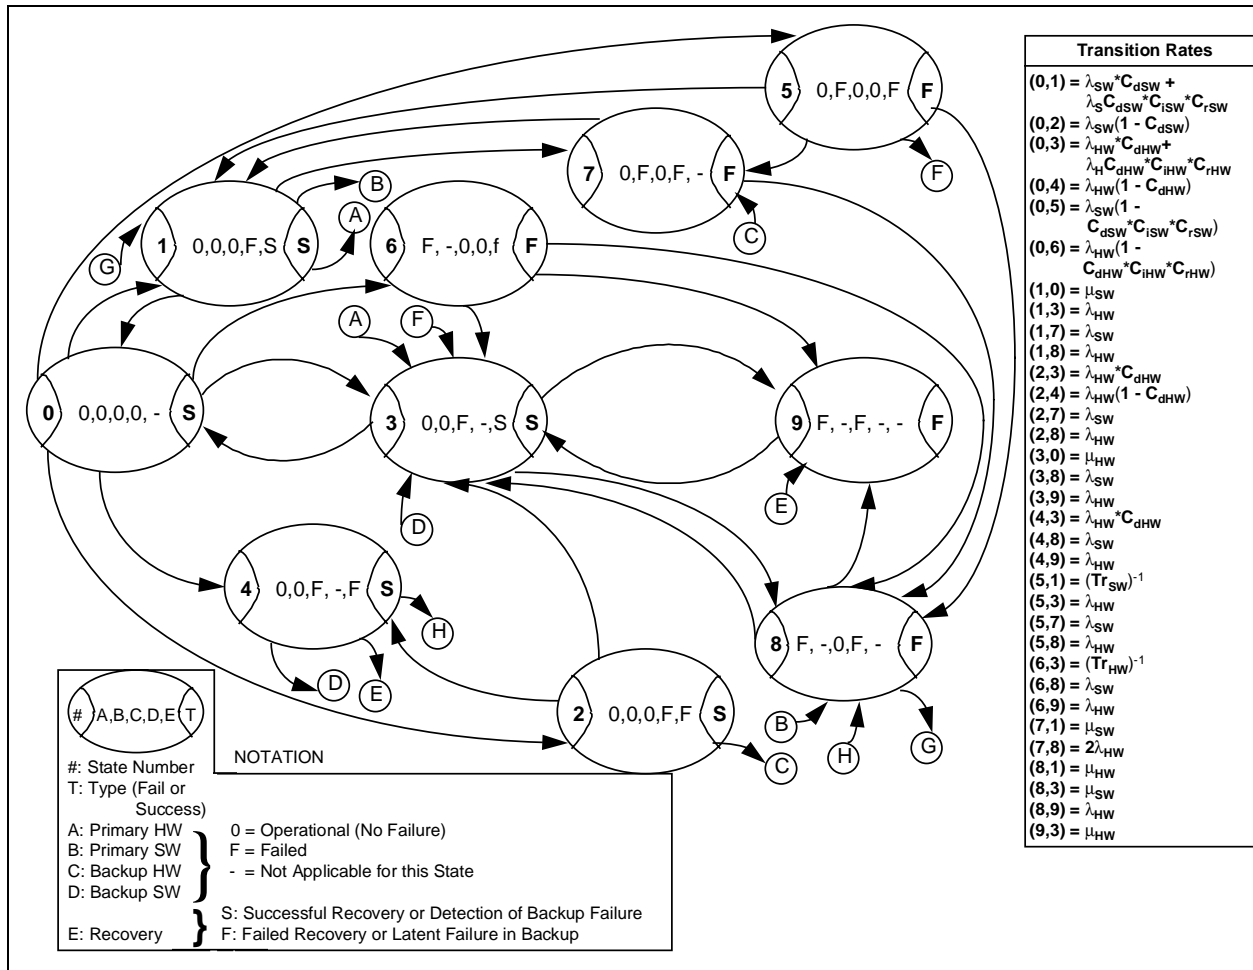 5 0,F,0,0,F F
7 0,F,0,F, - F
F
B
A
C
1 0,0,0,F,S S
6 F, -,0,0,f F
G
A
F
0 0,0,0,0, - S
3 0,0,F, -,S S
9 F, -,F, -, - F
E
D
4 0,0,F, -,F S
H
8 F, -,0,F, - F
D
E
2 0,0,0,F,F S
B
H
G
C
# A,B,C,D,E T
NOTATION
#: State Number
T: Type (Fail or
Success)
A: Primary HW
B: Primary SW
C: Backup HW
D: Backup SW
}
0 = Operational (No Failure)
F = Failed
- = Not Applicable for this State
E: Recovery
}
S: Successful Recovery or Detection of Backup Failure
F: Failed Recovery or Latent Failure in Backup
Transition Rates
(0,1) = λSW*CdSW +
λSCdSW*CiSW*CrSW
(0,2) = λSW(1 - CdSW)
(0,3) = λHW*CdHW+
λHCdHW*CiHW*CrHW
(0,4) = λHW(1 - CdHW)
(0,5) = λSW(1 -
CdSW*CiSW*CrSW)
(0,6) = λHW(1 -
CdHW*CiHW*CrHW)
(1,0) = μSW
(1,3) = λHW
(1,7) = λSW
(1,8) = λHW
(2,3) = λHW*CdHW
(2,4) = λHW(1 - CdHW)
(2,7) = λSW
(2,8) = λHW
(3,0) = μHW
(3,8) = λSW
(3,9) = λHW
(4,3) = λHW*CdHW
(4,8) = λSW
(4,9) = λHW
(5,1) = (TrSW)-1
(5,3) = λHW
(5,7) = λSW
(5,8) = λHW
(6,3) = (TrHW)-1
(6,8) = λSW
(6,9) = λHW
(7,1) = μSW
(7,8) = 2λHW
(8,1) = μHW
(8,3) = μSW
(8,9) = λHW
(9,3) = μHW